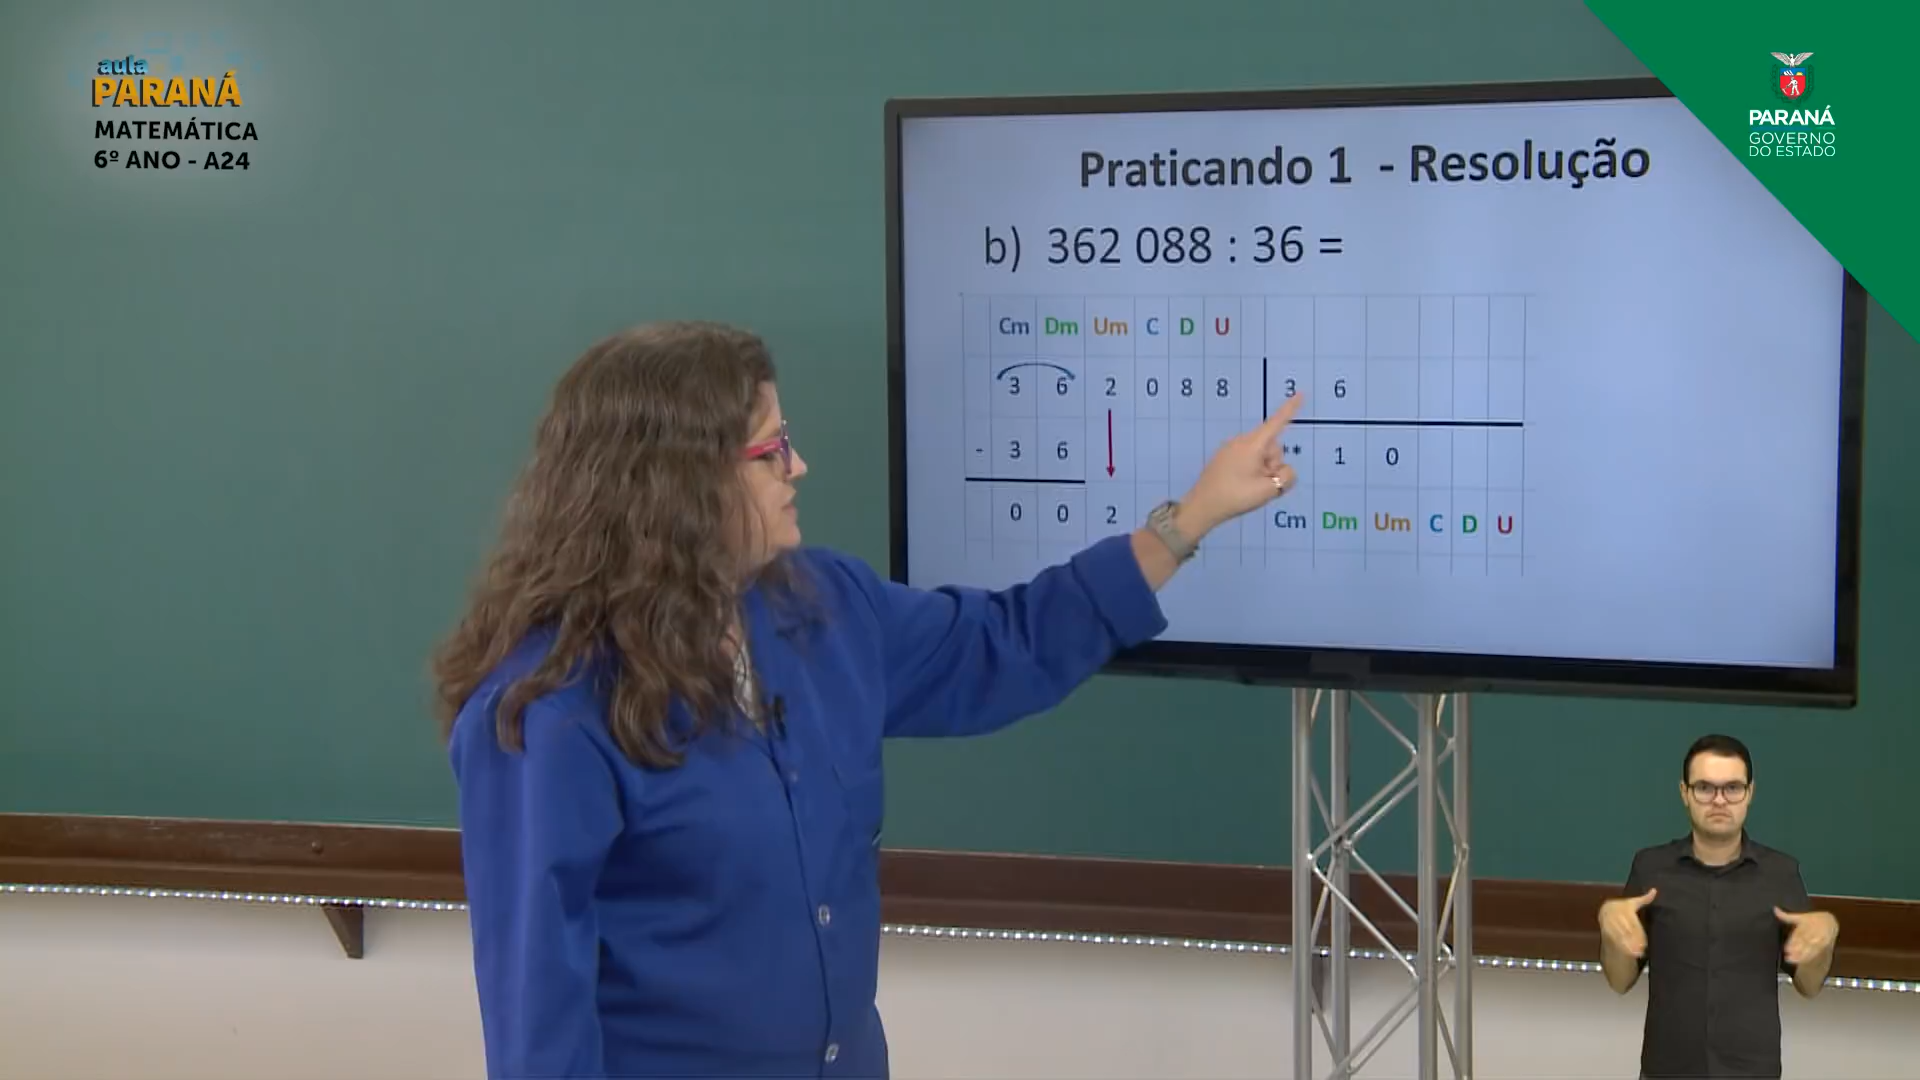 aula
PARANÁ
MATEMÁTICA
6º ANO - A24
PARANÁ
GOVERNO
DO ESTADO
Praticando 1 - Resolução
b) 362 088 : 36 =
Cm Dm Um C D U
3 6 2 0 8 8 3 6
- 3 6 ** 1 0
0 0 2 Cm Dm Um C D U